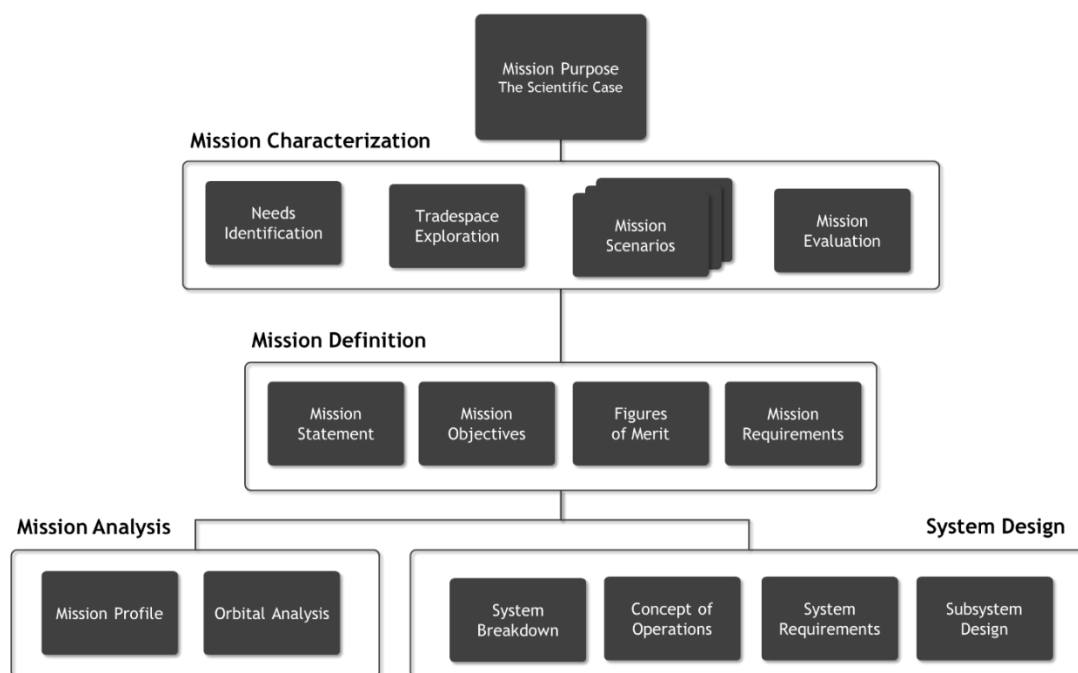 Mission Purpose
The Scientific Case
Mission Characterization
Needs
Identification
Tradespace
Exploration
Mission
Scenarios
Mission
Evaluation
Mission Definition
Mission
Statement
Mission
Objectives
Figures
of Merit
Mission
Requirements
Mission Analysis
System Design
Mission Profile
Orbital Analysis
System
Breakdown
Concept of
Operations
System
Requirements
Subsystem
Design